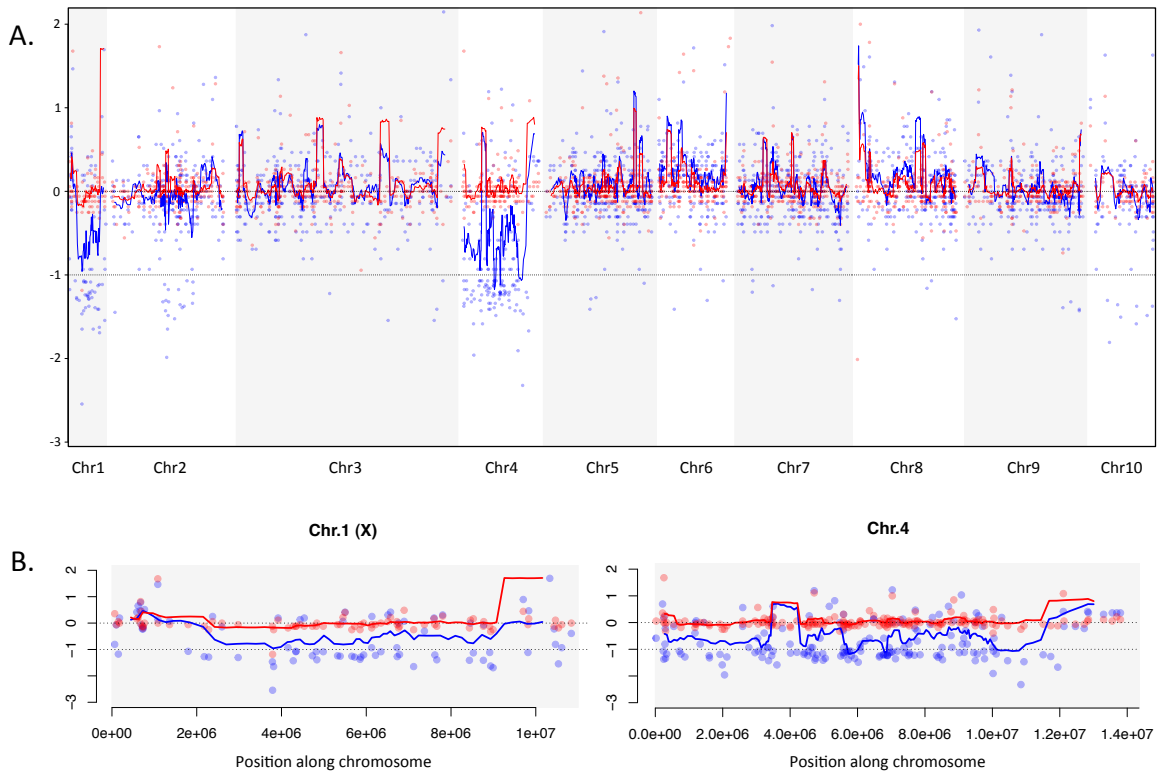 A.
2
1
0
-1
-2
-3
Chr1 Chr2 Chr3 Chr4 Chr5 Chr6 Chr7 Chr8 Chr9 Chr10
B.
Chr.1 (X)
2
1
0
-1
-3
0e+00 2e+06 4e+06 6e+06 8e+06 1e+07
Position along chromosome
Chr.4
2
1
0
-1
-3
0.0e+00 2.0e+06 4.0e+06 6.0e+06 8.0e+06 1.0e+07 1.2e+07 1.4e+07
Position along chromosome